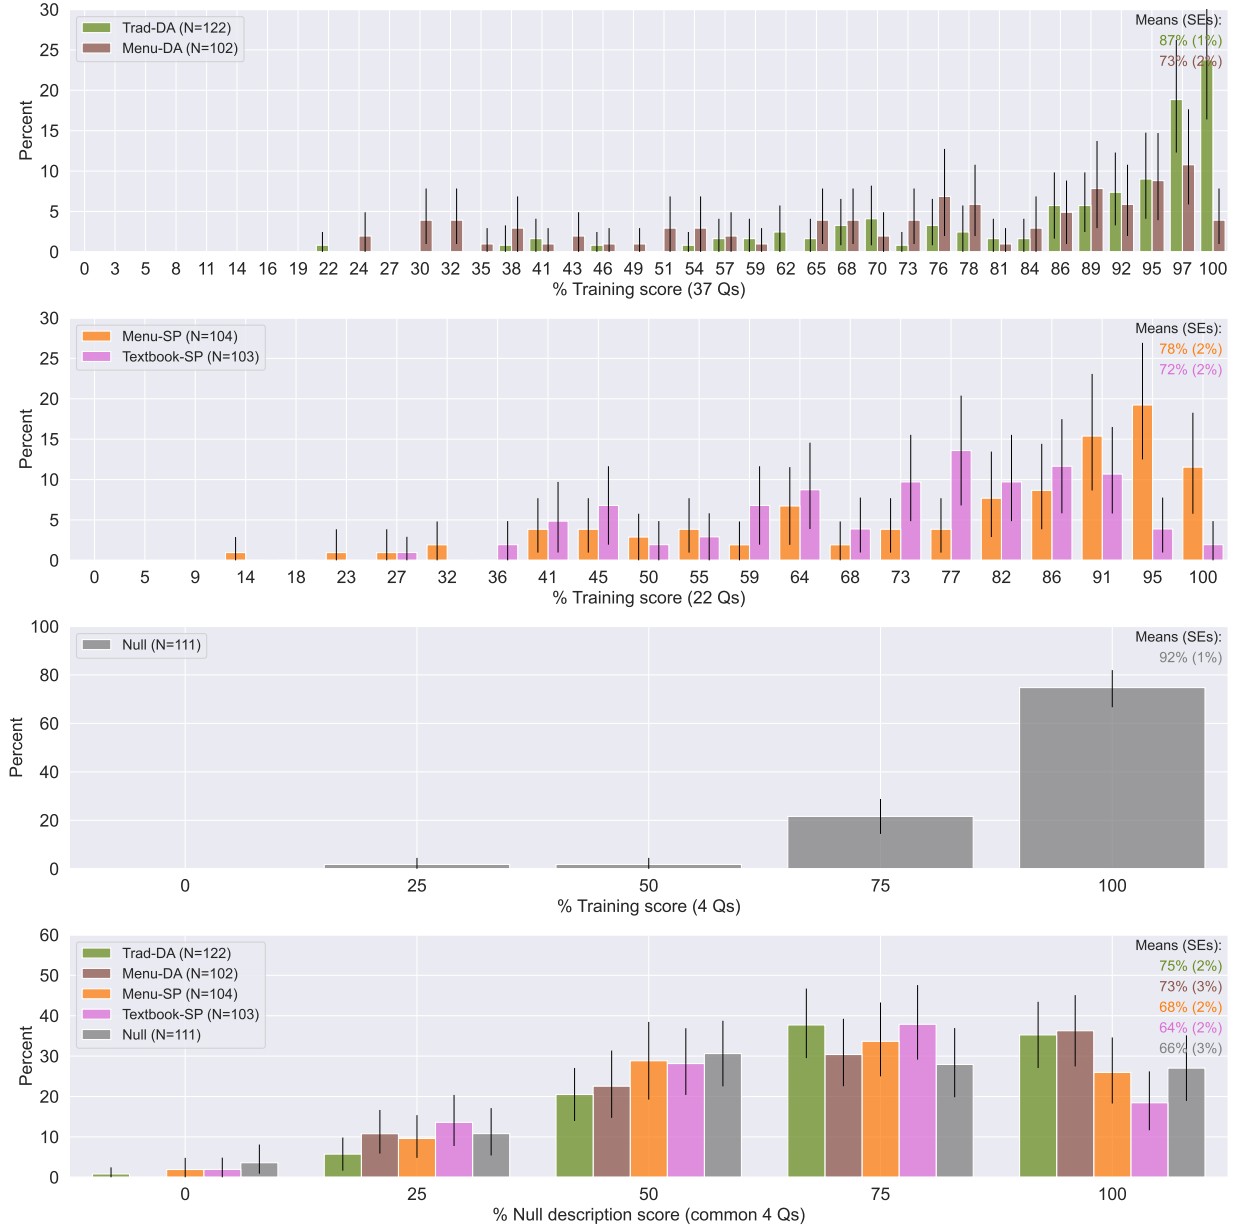 30
25
20
15
10
5
0
Percent
Trad-DA (N=122)
Menu-DA (N=102)
Means (SEs):
87% (1%)
73% (2%)
0 3 5 8 11 14 16 19 22 24 27 30 32 35 38 41 43 46 49 51 54 57 59 62 65 68 70 73 76 78 81 84 86 89 92 95 97 100
% Training score (37 Qs)
30
25
20
15
10
5
0
Percent
Menu-SP (N=104)
Textbook-SP (N=103)
Means (SEs):
78% (2%)
72% (2%)
0 5 9 14 18 23 27 32 36 41 45 50 55 59 64 68 73 77 82 86 91 95 100
% Training score (22 Qs)
100
80
60
40
20
0
Percent
Null (N=111)
Means (SEs):
92% (1%)
0 25 50 75 100
% Training score (4 Qs)
60
50
40
30
20
10
0
Percent
Trad-DA (N=122)
Menu-DA (N=102)
Menu-SP (N=104)
Textbook-SP (N=103)
Null (N=111)
Means (SEs):
75% (2%)
73% (3%)
68% (2%)
64% (2%)
66% (3%)
0 25 50 75 100
% Null description score (common 4 Qs)